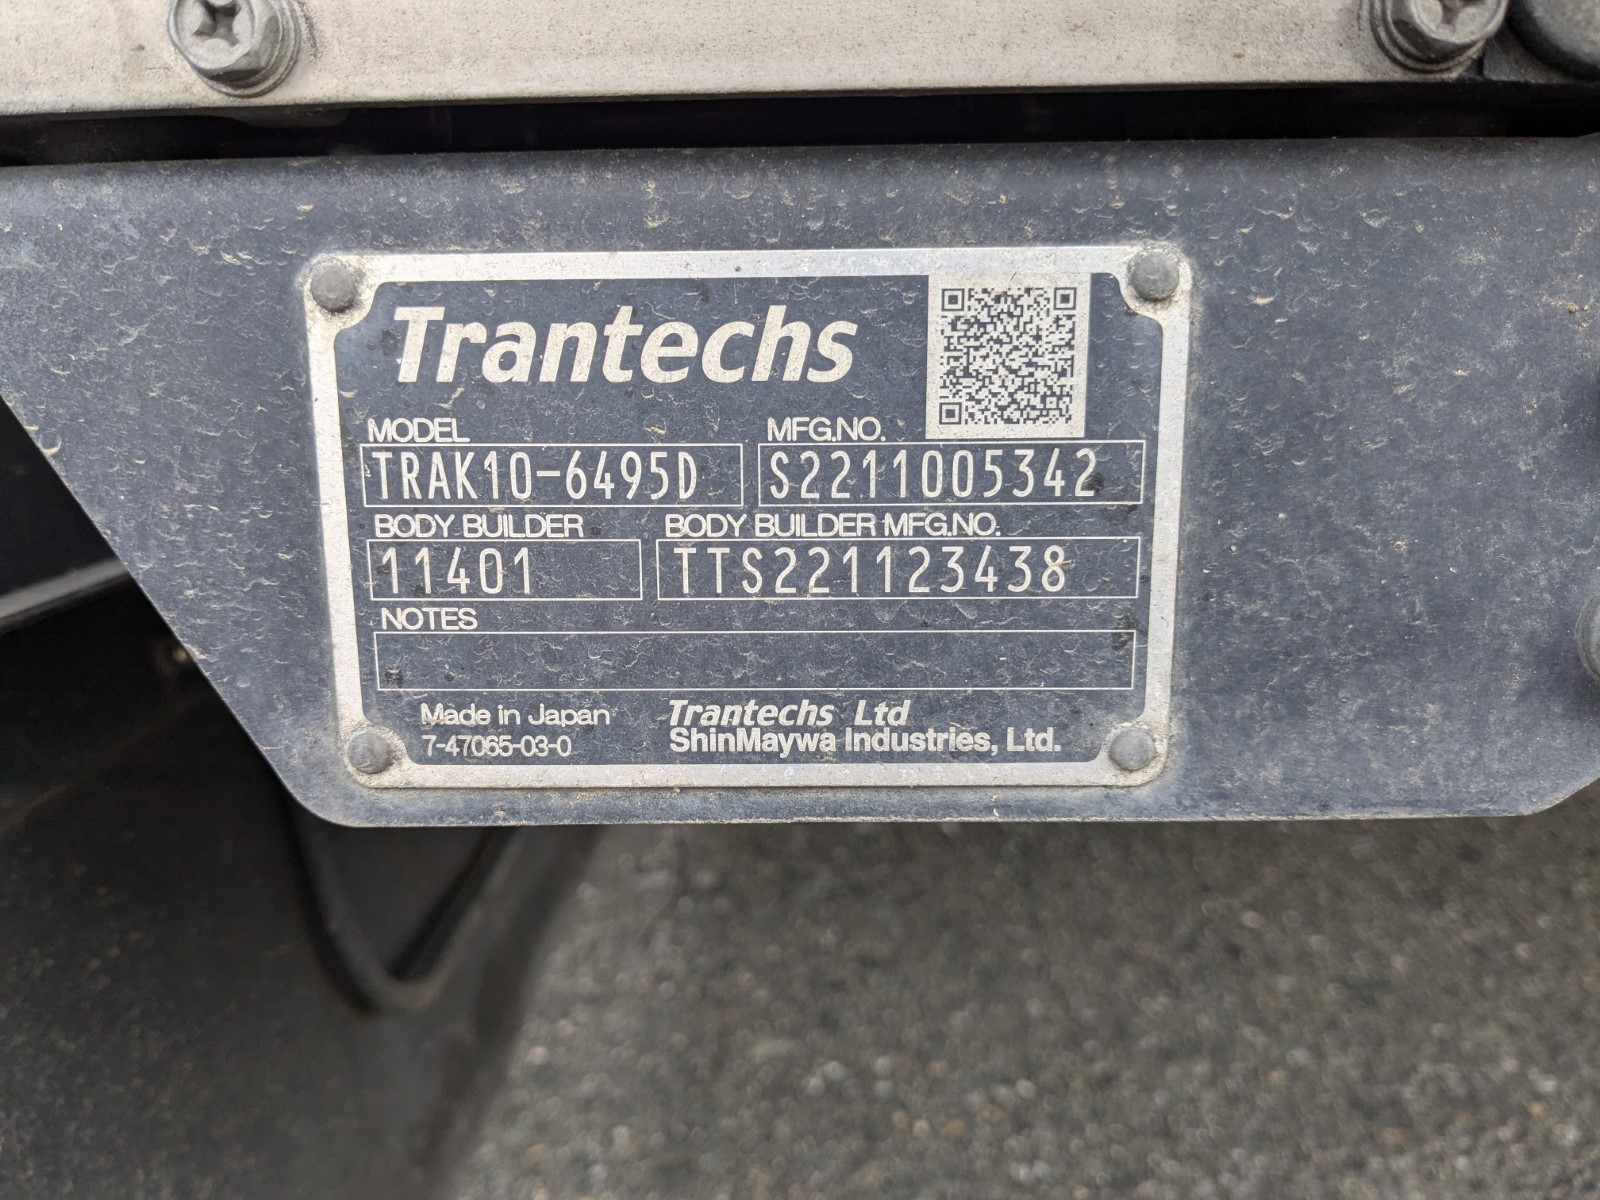 Trantechs
MODEL MFG.NO.
TRAK10-6495D S2211005342
BODY BUILDER BODY BUILDER MFG.NO.
11401 TTS221123438
NOTES
Made in Japan Trantechs Ltd
7-47065-03-0 ShinMaywa Industries, Ltd.